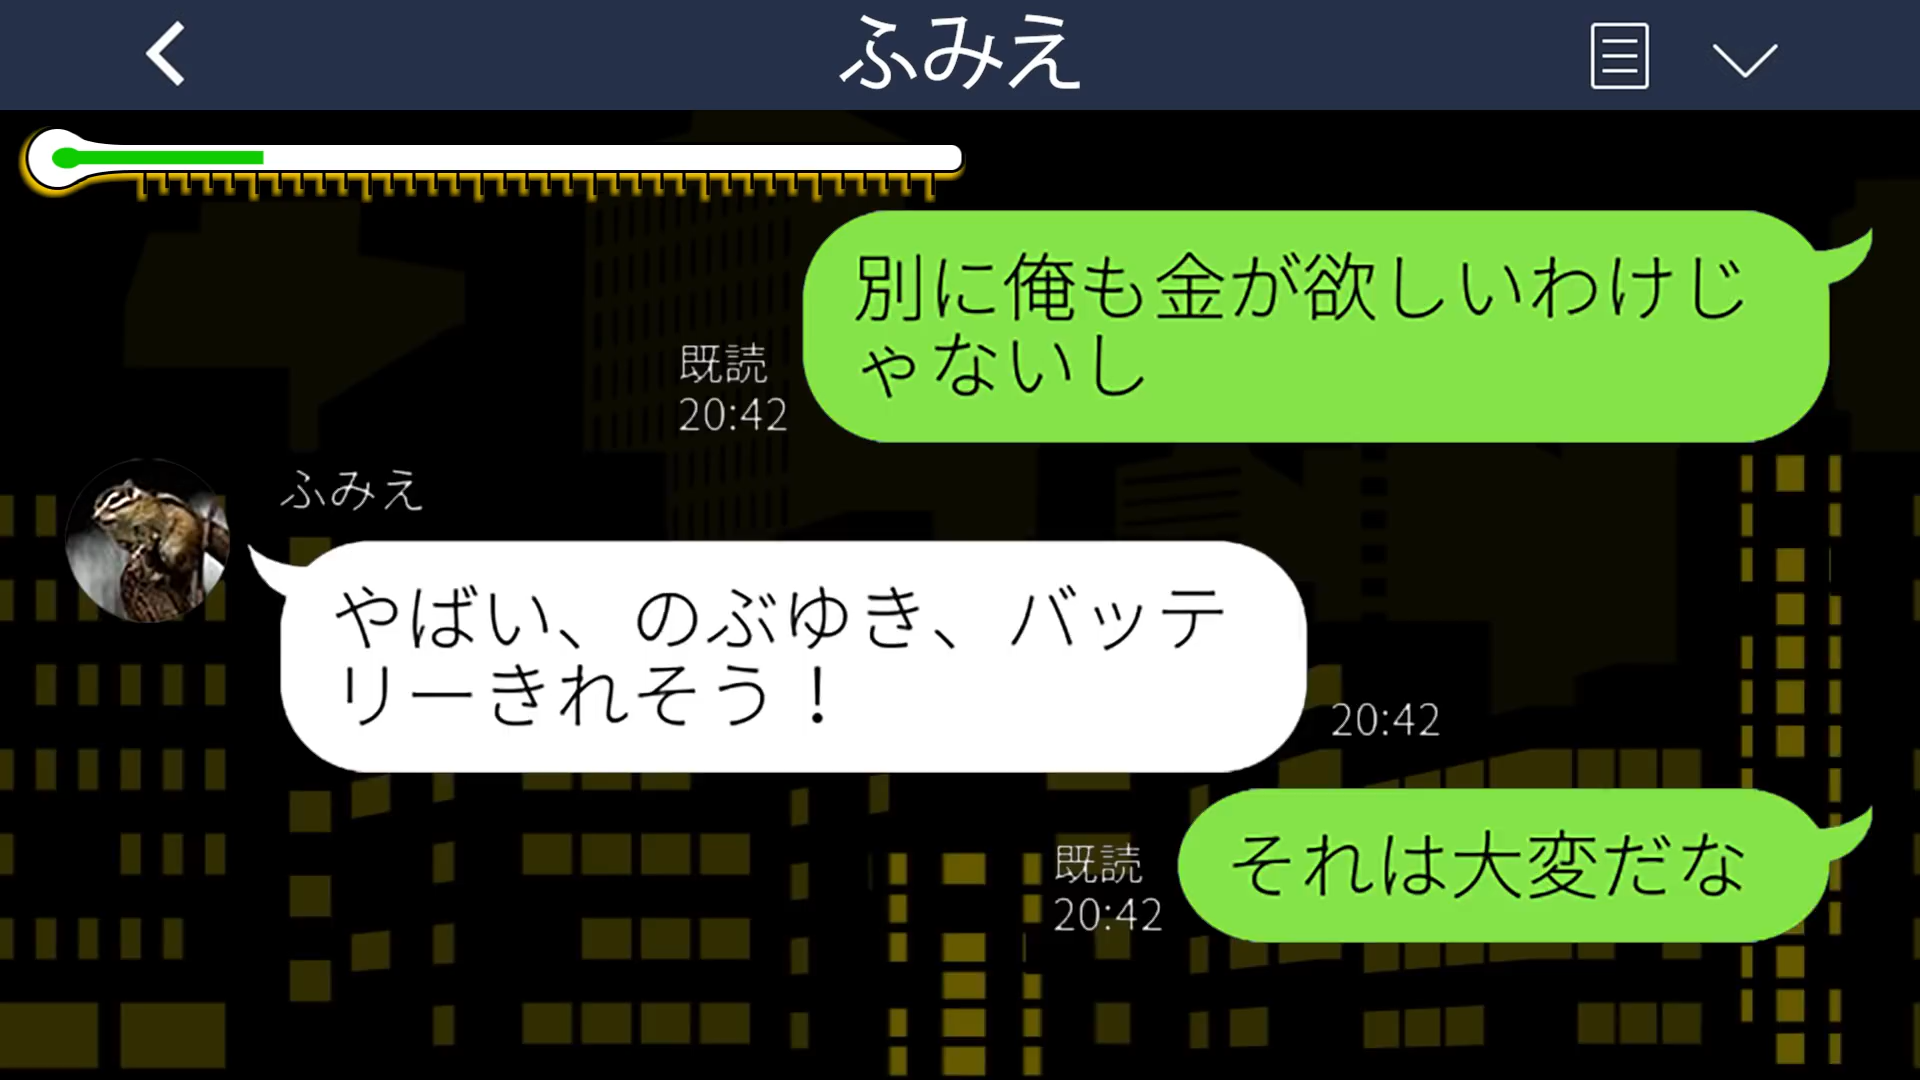 ふみえ
別に俺も金が欲しいわけじ
ゃないし
既読
20:42
ふみえ
やばい、のぶゆき、バッテ
リーきれそう！
20:42
それは大変だな
既読
20:42